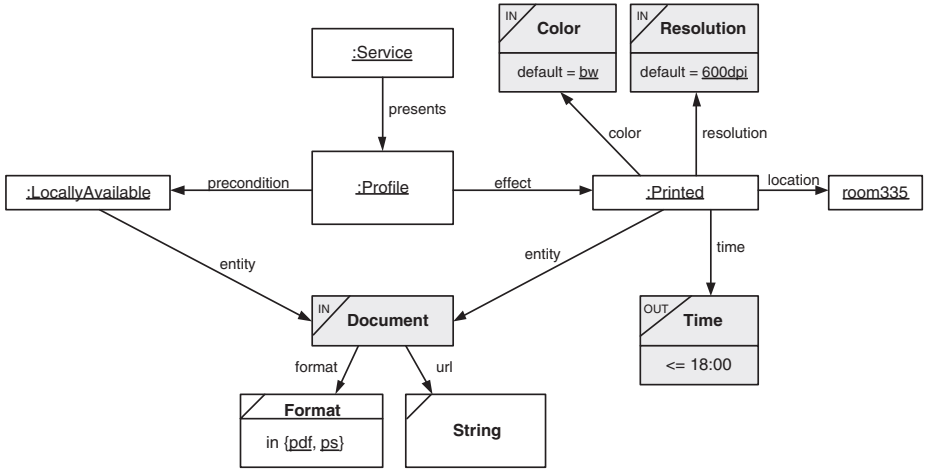 IN
Color
default = bw
IN
Resolution
default = 600dpi
:Service
presents
color
resolution
:LocallyAvailable
precondition
:Profile
effect
:Printed
location
room335
entity
entity
time
IN
Document
OUT
Time
<= 18:00
format
url
Format
in {pdf, ps}
String